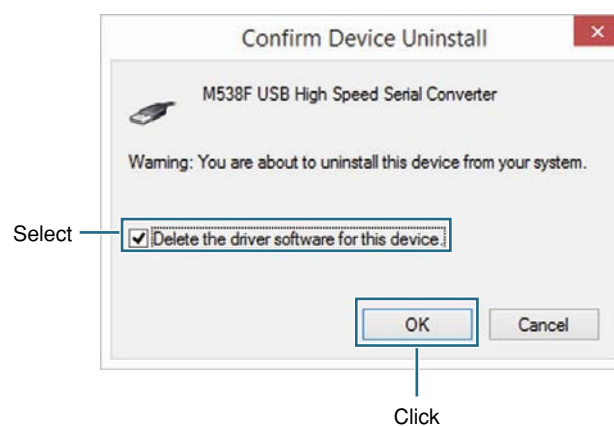 Confirm Device Uninstall
M538F USB High Speed Serial Converter
Warning: You are about to uninstall this device from your system.
Select
Delete the driver software for this device.
OK
Cancel
Click